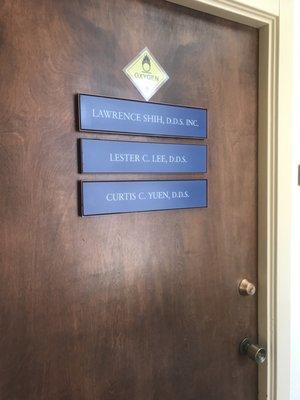 OXYGEN
LAWRENCE SHIH, D.D.S. INC.
LESTER C. LEE, D.D.S.
CURTIS C. YUEN, D.D.S.